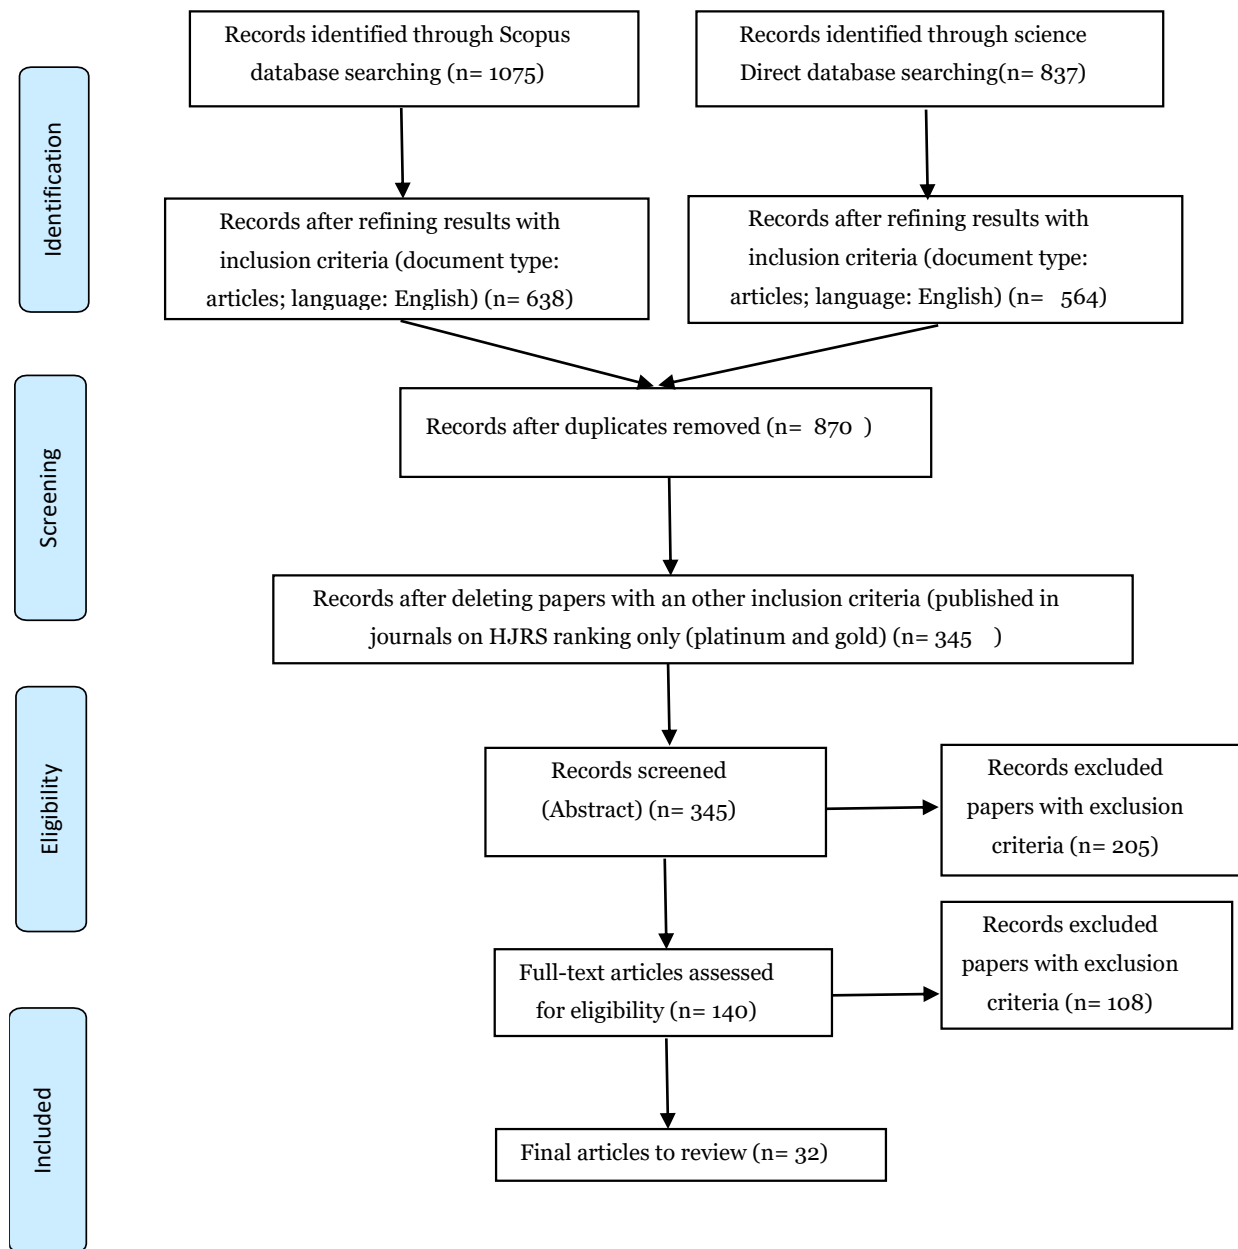 Records identified through Scopus
database searching (n= 1075)
Records identified through science
Direct database searching(n= 837)
Identification
Records after refining results with
inclusion criteria (document type:
articles; language: English) (n= 638)
Records after refining results with
inclusion criteria (document type:
articles; language: English) (n= 564)
Screening
Records after duplicates removed (n= 870 )
Records after deleting papers with an other inclusion criteria (published in
journals on HJRS ranking only (platinum and gold) (n= 345 )
Eligibility
Records screened
(Abstract) (n= 345)
Records excluded
papers with exclusion
criteria (n= 205)
Full-text articles assessed
for eligibility (n= 140)
Records excluded
papers with exclusion
criteria (n= 108)
Included
Final articles to review (n= 32)